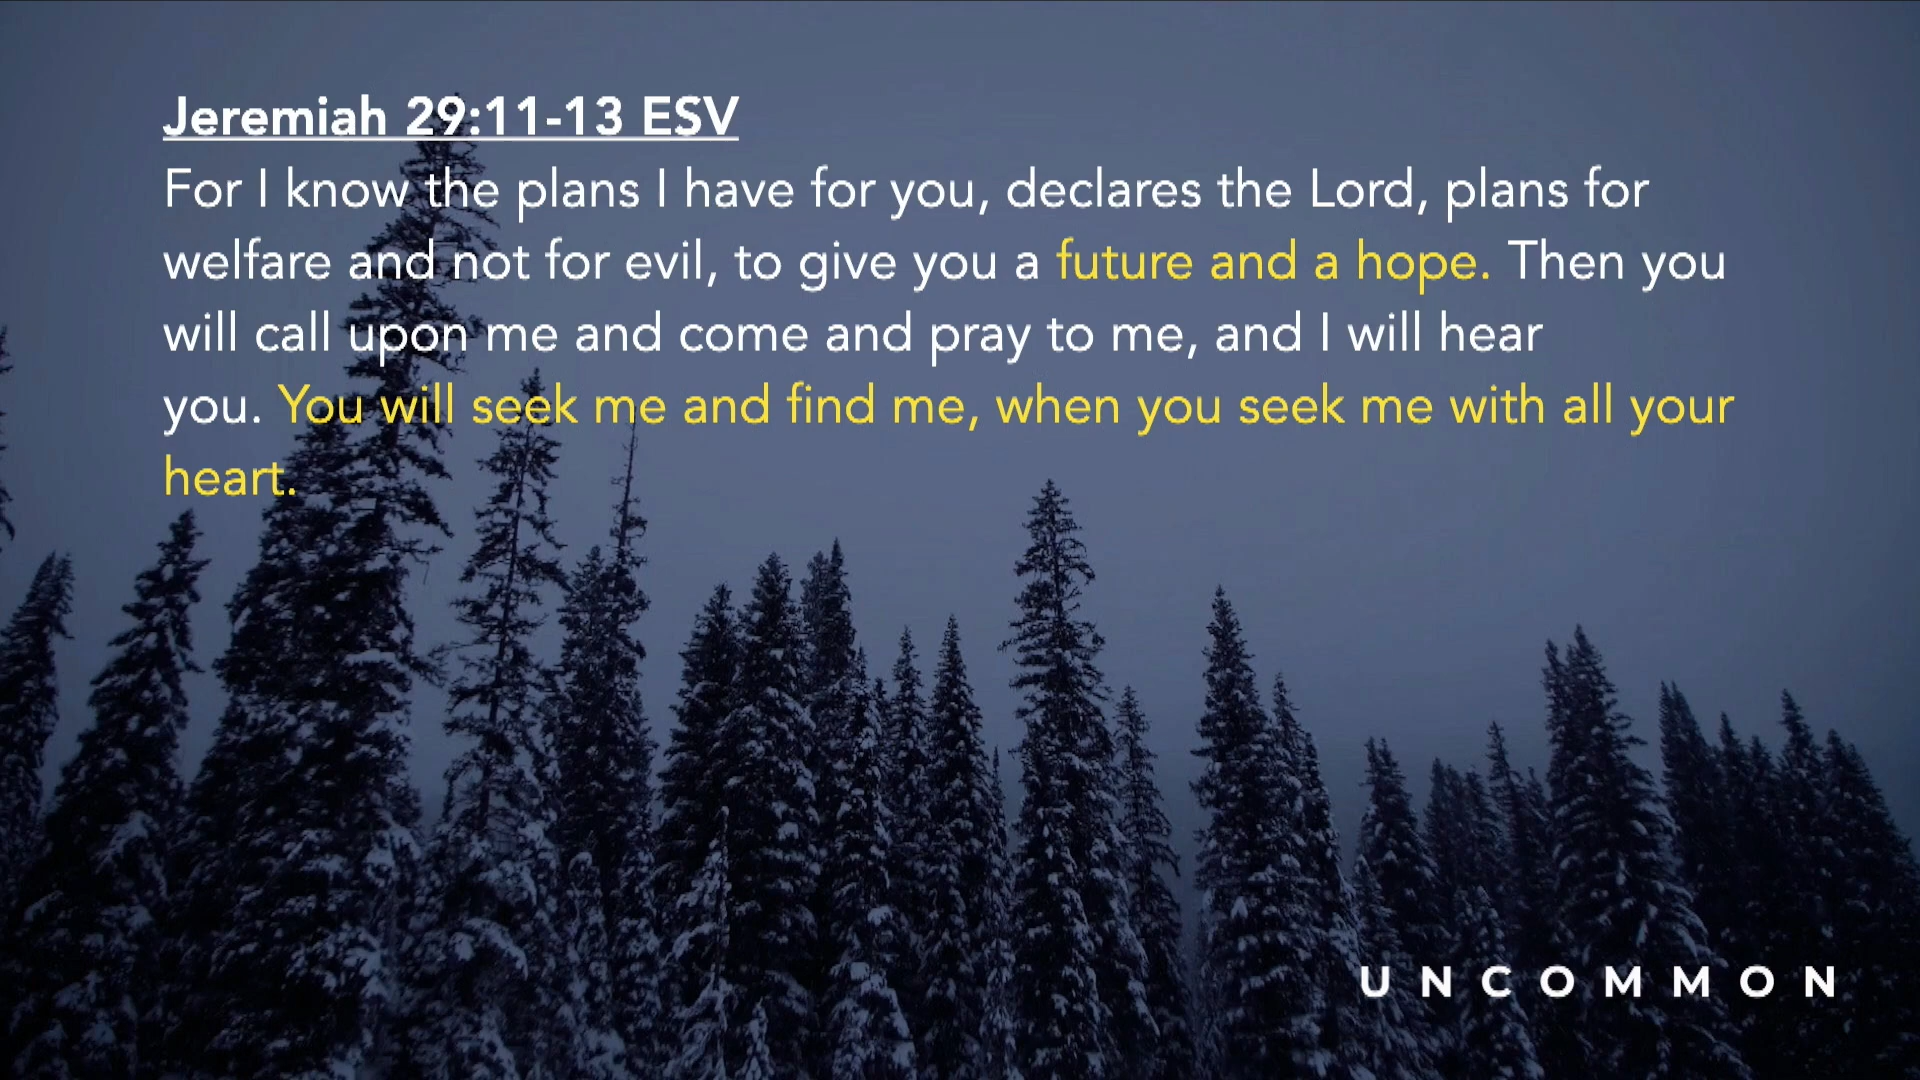 Jeremiah 29:11-13 ESV
For I know the plans I have for you, declares the Lord, plans for
welfare and not for evil, to give you a future and a hope. Then you
will call upon me and come and pray to me, and I will hear
you. You will seek me and find me, when you seek me with all your
heart.
UNCOMMON